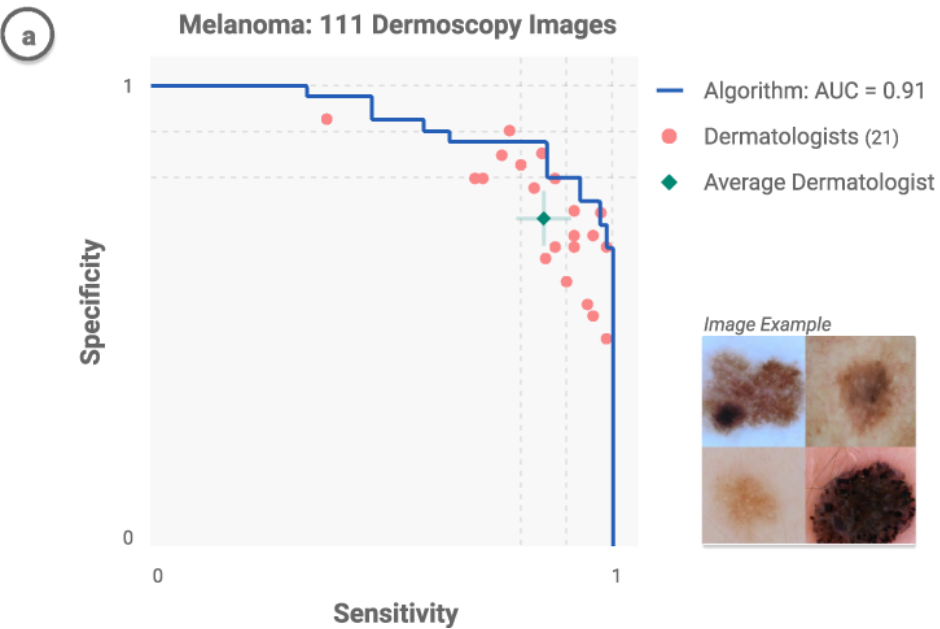 a
Melanoma: 111 Dermoscopy Images
1
Algorithm: AUC = 0.91
Dermatologists (21)
Average Dermatologist
Specificity
Image Example
0
0
1
Sensitivity